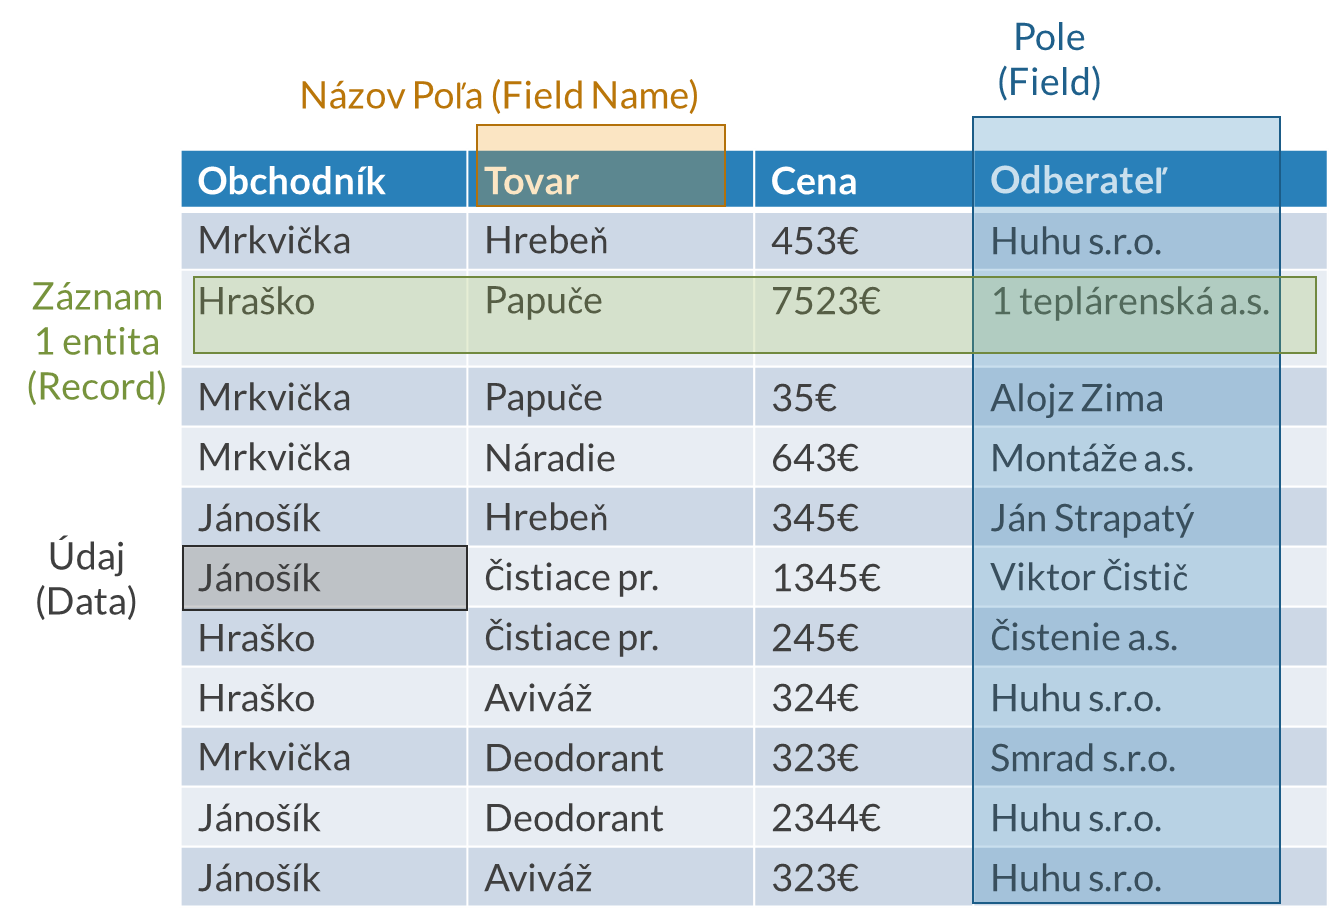 Pole
(Field)
Názov Poľa (Field Name)
Obchodník Tovar Cena Odberateľ
Mrkvička Hrebeň 453€ Huhu s.r.o.
Hraško Papuče 7523€ 1 teplárenská a.s.
Záznam
1 entita
(Record)
Mrkvička Papuče 35€ Alojz Zima
Mrkvička Náradie 643€ Montáže a.s.
Jánošík Hrebeň 345€ Ján Strapatý
Údaj
(Data)
Jánošík Čistiace pr. 1345€ Viktor Čistič
Hraško Čistiace pr. 245€ Čistenie a.s.
Hraško Aviváž 324€ Huhu s.r.o.
Mrkvička Deodorant 323€ Smrad s.r.o.
Jánošík Deodorant 2344€ Huhu s.r.o.
Jánošík Aviváž 323€ Huhu s.r.o.